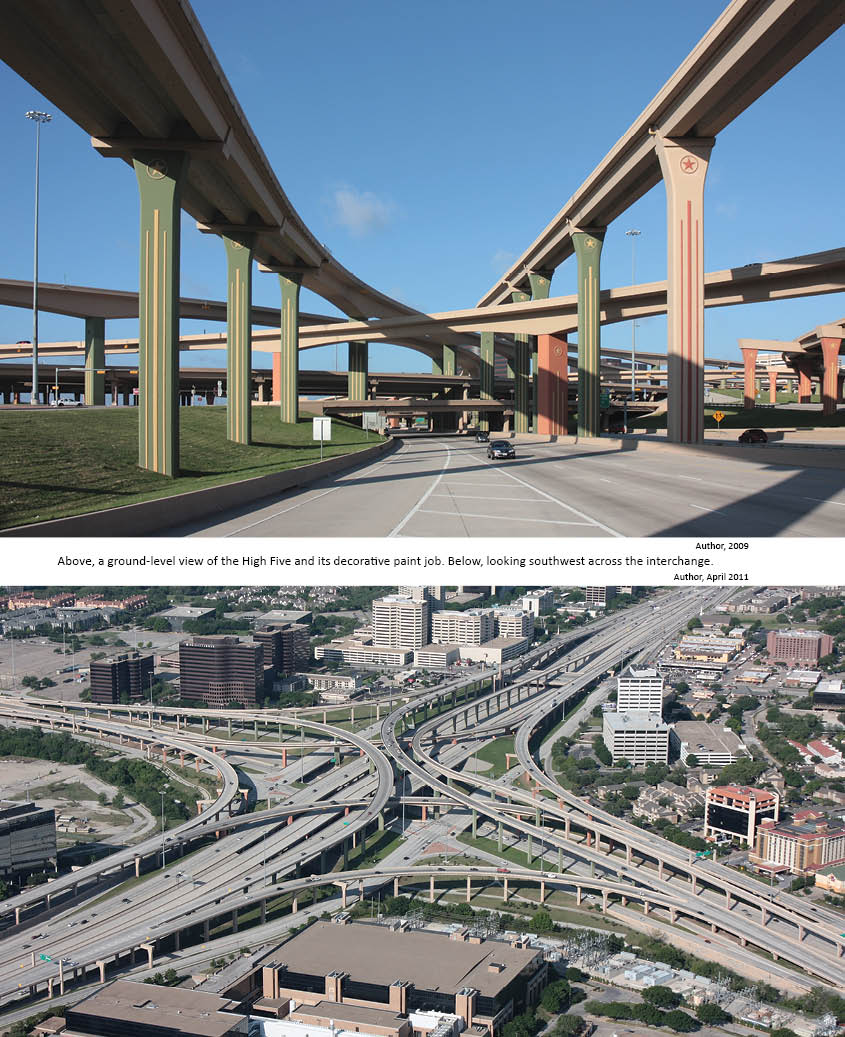 Author, 2009
Above, a ground-level view of the High Five and its decorative paint job. Below, looking southwest across the interchange.
Author, April 2011